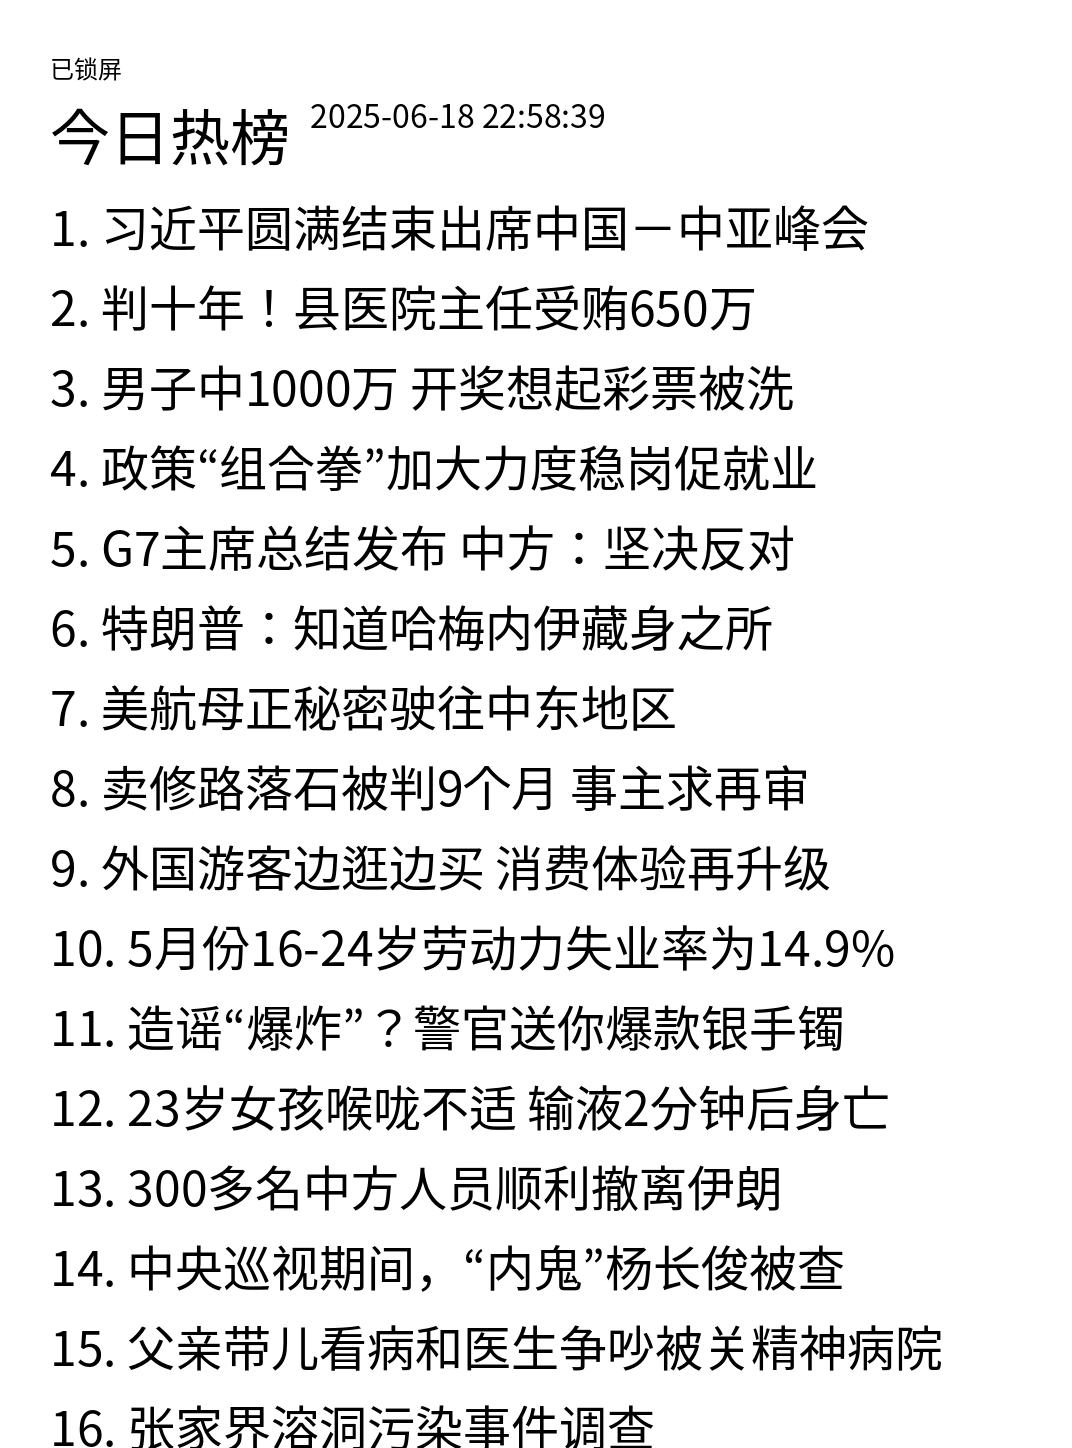 已锁屏
今日热榜 2025-06-18 22:58:39
1. 习近平圆满结束出席中国－中亚峰会
2. 判十年！县医院主任受贿650万
3. 男子中1000万 开奖想起彩票被洗
4. 政策“组合拳”加大力度稳岗促就业
5. G7主席总结发布 中方：坚决反对
6. 特朗普：知道哈梅内伊藏身之所
7. 美航母正秘密驶往中东地区
8. 卖修路落石被判9个月 事主求再审
9. 外国游客边逛边买 消费体验再升级
10. 5月份16-24岁劳动力失业率为14.9%
11. 造谣“爆炸”？警官送你爆款银手镯
12. 23岁女孩喉咙不适 输液2分钟后身亡
13. 300多名中方人员顺利撤离伊朗
14. 中央巡视期间，“内鬼”杨长俊被查
15. 父亲带儿看病和医生争吵被关精神病院
16. 张家界溶洞污染事件调查